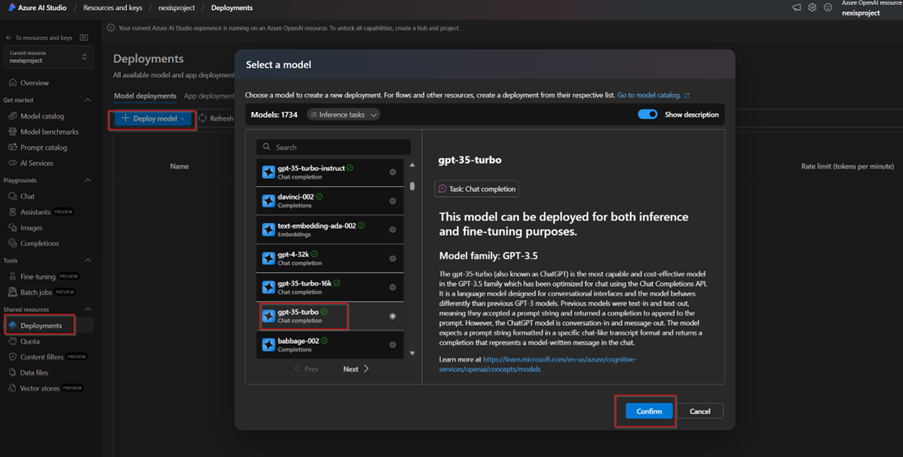 Azure AI Studio / Resources and keys / nexisproject / Deployments
Azure OpenAI resource
nexisproject
Your current Azure AI Studio experience is running on an Azure OpenAI resource. To unlock all capabilities, create a hub and project.
To resources and keys
Current resource
nexisproject
Overview
Get started
Model catalog
Model benchmarks
Prompt catalog
AI Services
Playgrounds
Chat
Assistants PREVIEW
Images
Completions
Tools
Fine-tuning PREVIEW
Batch jobs PREVIEW
Shared resources
Deployments
Quota
Content filters PREVIEW
Data files
Vector stores PREVIEW
Deployments
All available model and app deployment
Model deployments App deployment
+ Deploy model
Refresh
Name
Rate limit (tokens per minute)
Select a model
Choose a model to create a new deployment. For flows and other resources, create a deployment from their respective list. Go to model catalog.
Models: 1734
Inference tasks
Show description
Search
gpt-35-turbo-instruct
Chat completion
davinci-002
Completions
text-embedding-ada-002
Embeddings
gpt-4-32k
Chat completion
gpt-35-turbo-16k
Chat completion
gpt-35-turbo
Chat completion
babbage-002
Completions
Prev
Next
gpt-35-turbo
Task: Chat completion
This model can be deployed for both inference
and fine-tuning purposes.
Model family: GPT-3.5
The gpt-35-turbo (also known as ChatGPT) is the most capable and cost-effective model
in the GPT-3.5 family which has been optimized for chat using the Chat Completions API.
It is a language model designed for conversational interfaces and the model behaves
differently than previous GPT-3 models. Previous models were text-in and text-out,
meaning they accepted a prompt string and returned a completion to append to the
prompt. However, the ChatGPT model is conversation-in and message-out. The model
expects a prompt string formatted in a specific chat-like transcript format and returns a
completion that represents a model-written message in the chat.
Learn more at https://learn.microsoft.com/en-us/azure/cognitive-
services/openai/concepts/models
Confirm
Cancel